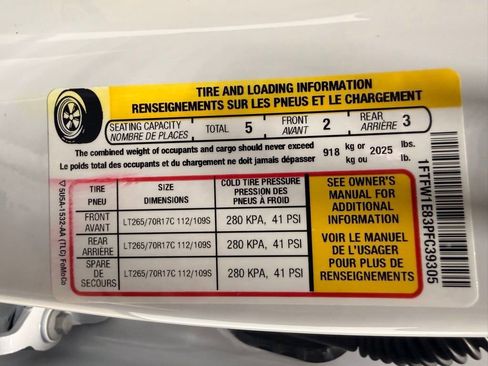 TIRE AND LOADING INFORMATION
RENSEIGNEMENTS SUR LES PNEUS ET LE CHARGEMENT
SEATING CAPACITY TOTAL 5 FRONT 2 REAR 3
NOMBRE DE PLACES AVANT ARRIÈRE
The combined weight of occupants and cargo should never exceed 918 kg or 2025 lbs.
Le poids total des occupants et du chargement ne doit jamais dépasser kg ou lb.
TIRE SIZE COLD TIRE PRESSURE
PNEU DIMENSIONS PRESSION DES
PNEUS À FROID
FRONT
AVANT LT265/70R17C 112/109S 280 KPA, 41 PSI
REAR
ARRIÈRE LT265/70R17C 112/109S 280 KPA, 41 PSI
SPARE
DE
SECOURS LT265/70R17C 112/109S 280 KPA, 41 PSI
SEE OWNER'S
MANUAL FOR
ADDITIONAL
INFORMATION
VOIR LE MANUEL
DE L'USAGER
POUR PLUS DE
RENSEIGNEMENTS
5USA-1532-AA (TLC) FoMoCo
1FTFW1E83PFC39305